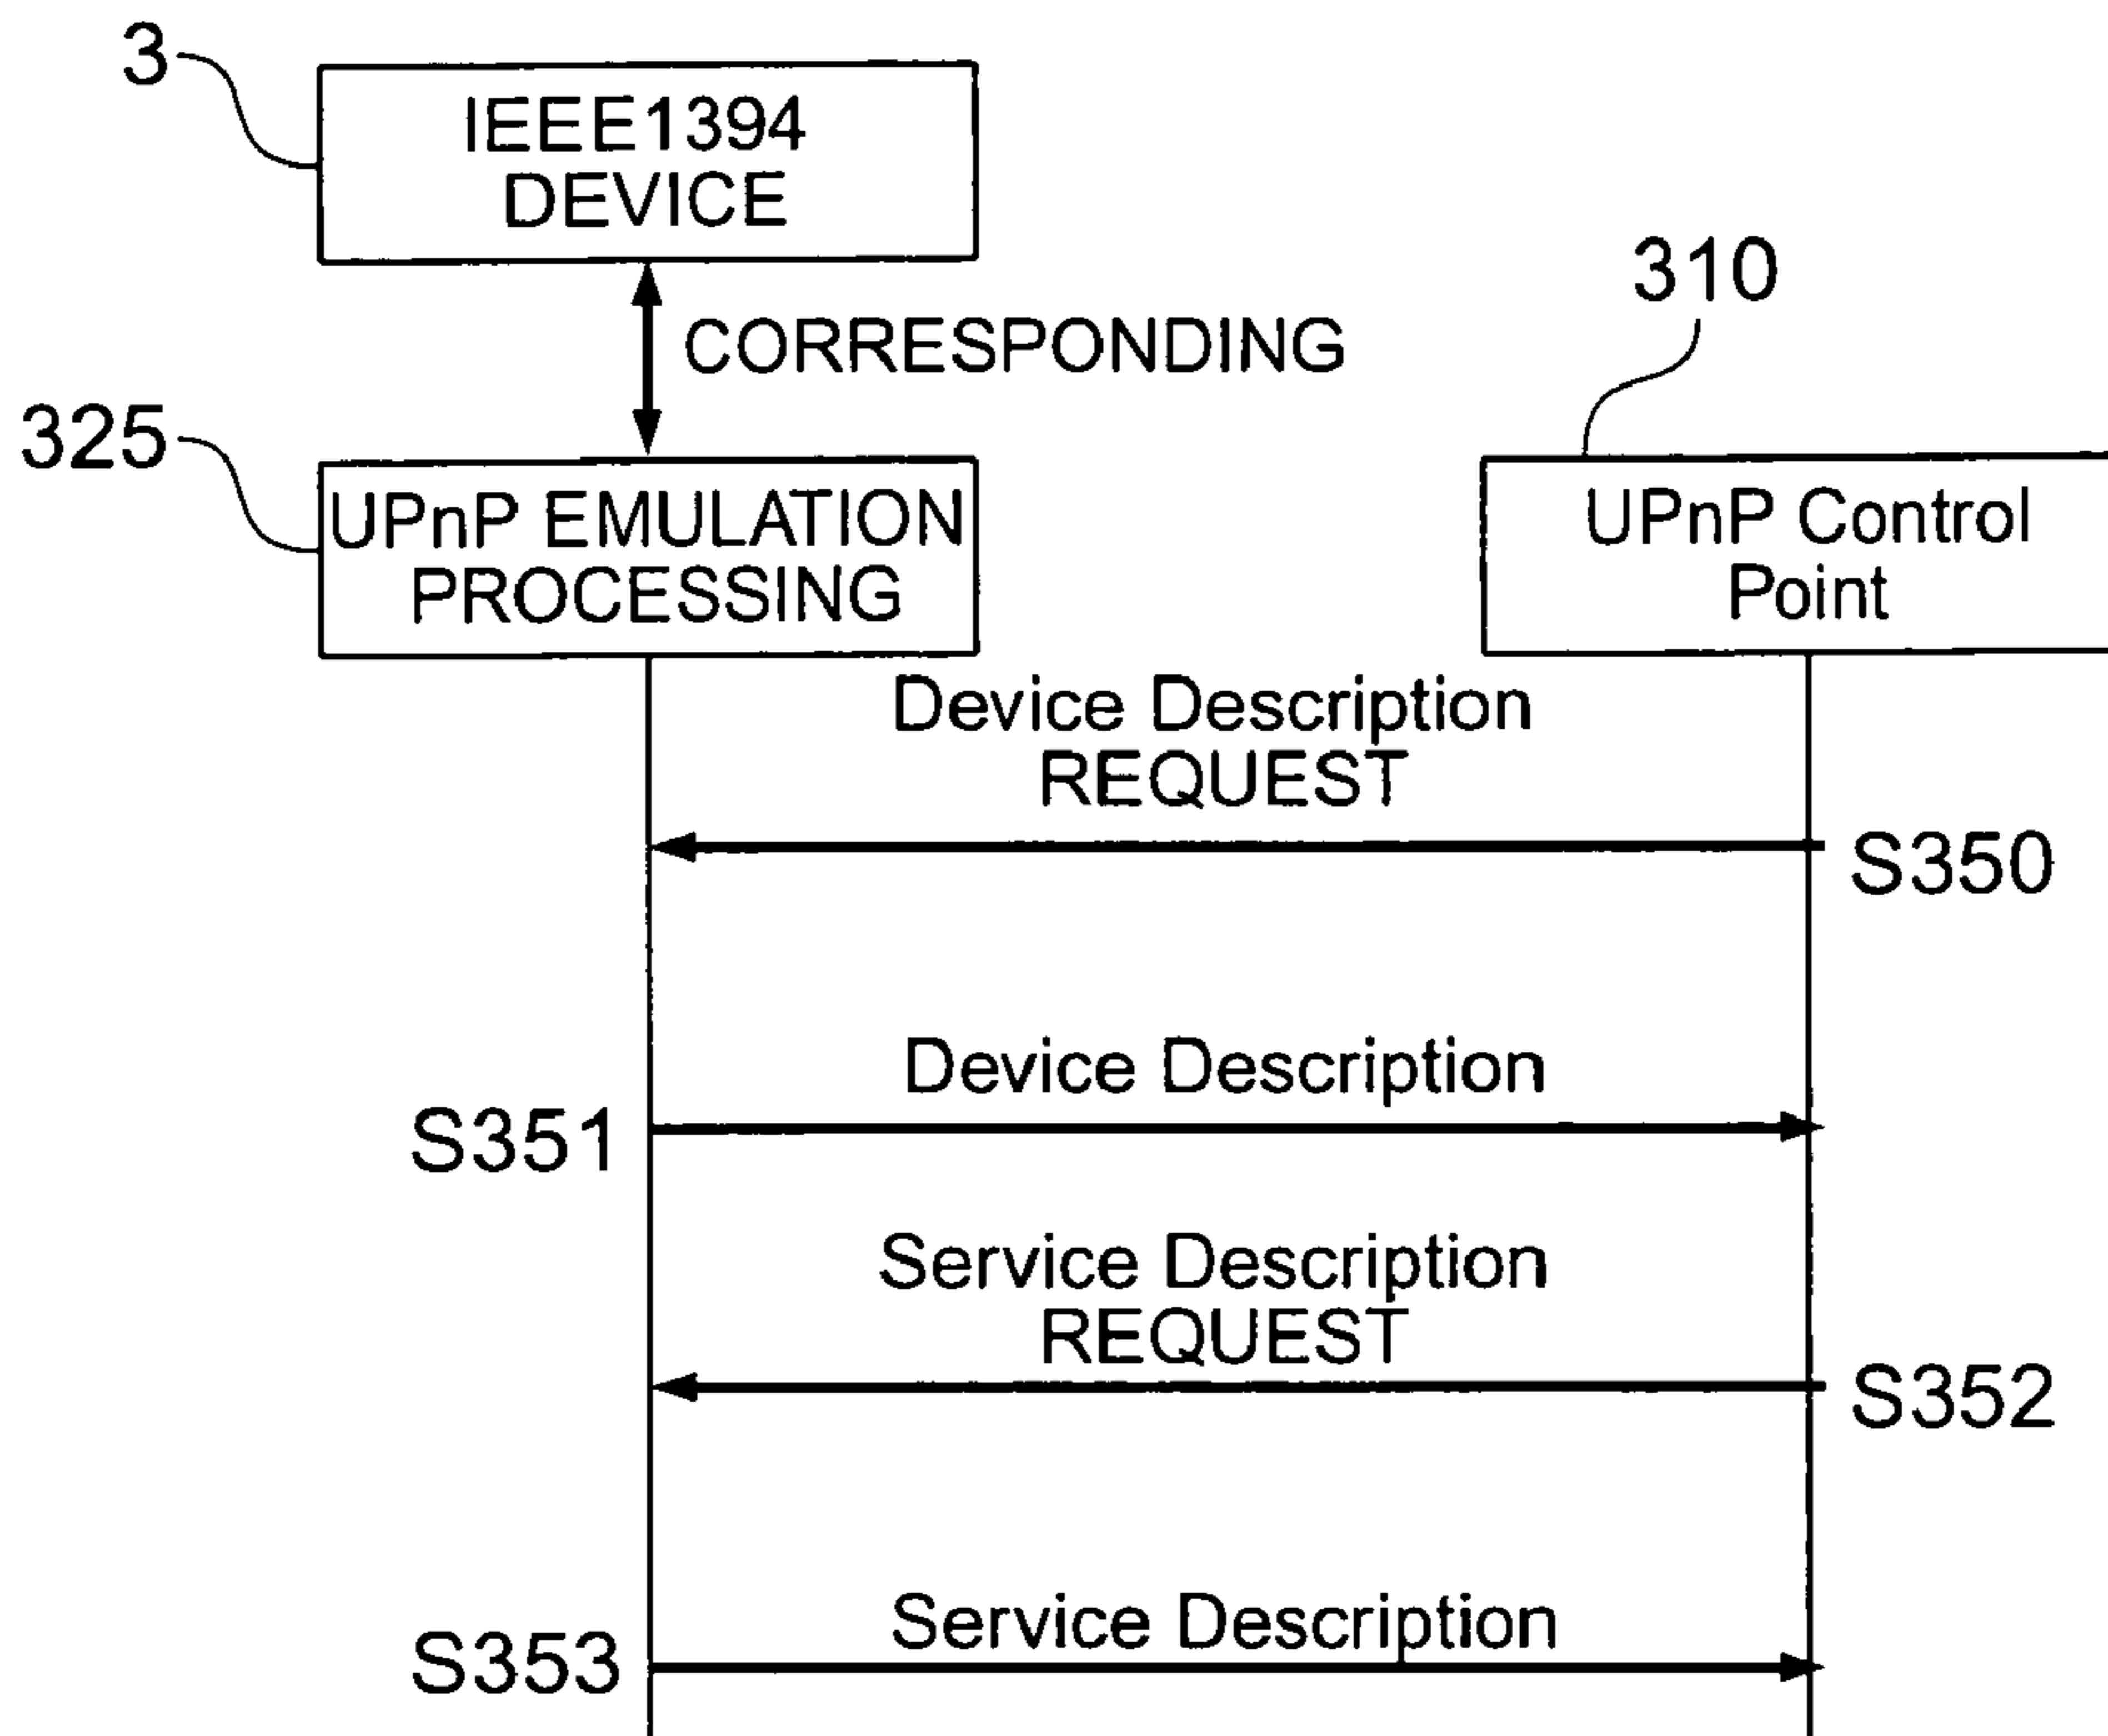 3
IEEE1394
DEVICE
CORRESPONDING
310
325
UPnP EMULATION
PROCESSING
UPnP Control
Point
Device Description
REQUEST
S350
Device Description
S351
Service Description
REQUEST
S352
Service Description
S353